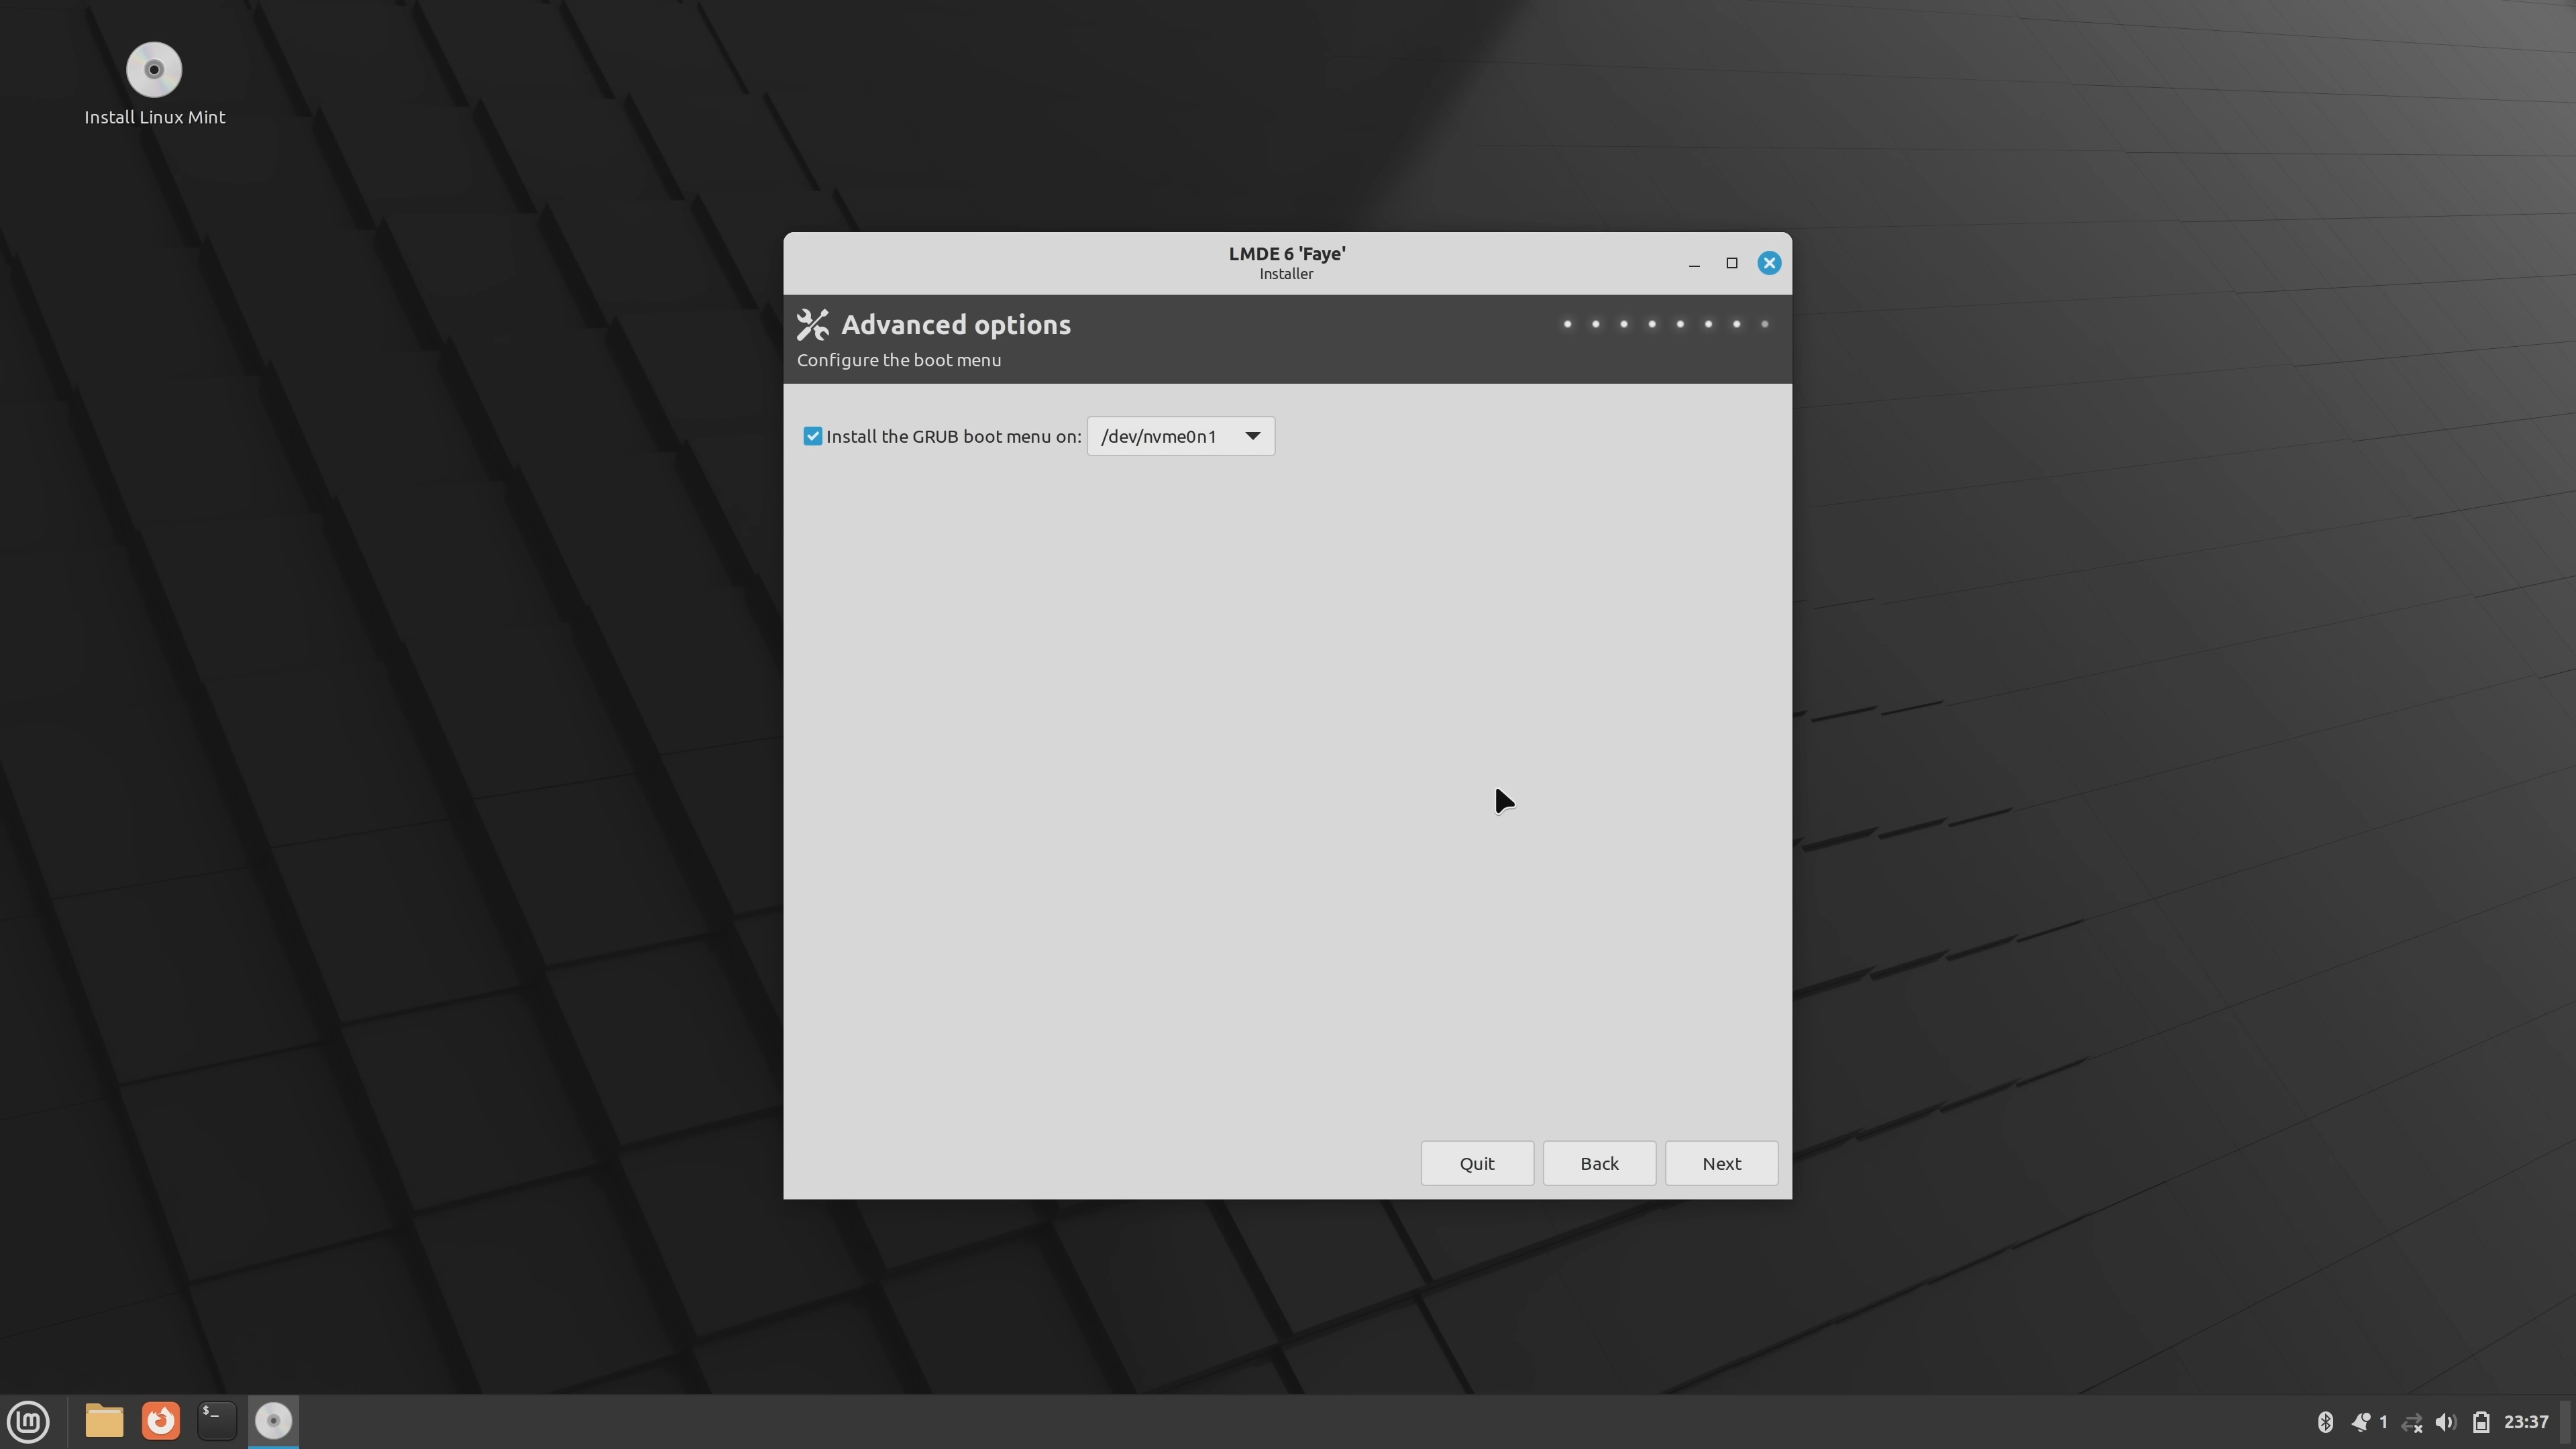 Install Linux Mint
LMDE 6 'Faye'
Installer
Advanced options
Configure the boot menu
Install the GRUB boot menu on: /dev/nvme0n1
Quit Back Next
$_
lm
1 23:37